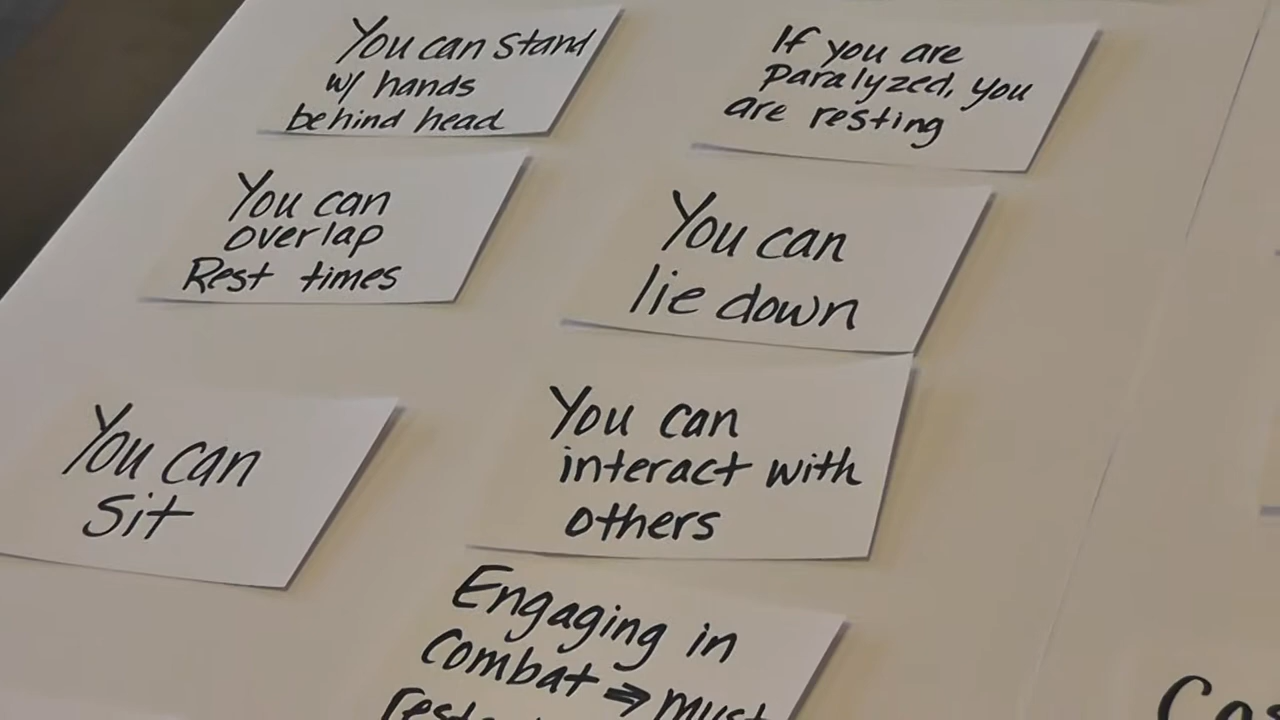 You can stand
w/ hands
behind head
If you are
paralyzed, you
are resting
You can
overlap
Rest times
You can
lie down
You can
sit
You can
interact with
others
Engaging in
combat ⇒ must